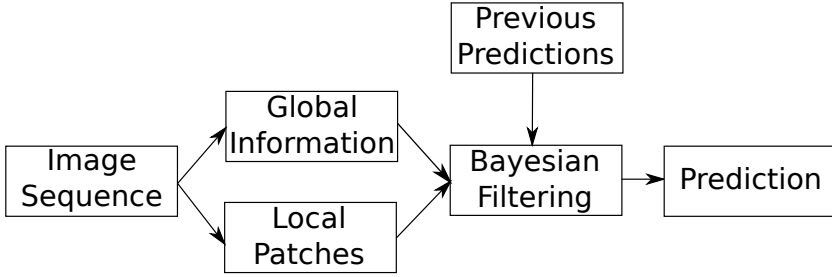 Previous
Predictions
Global
Information
Image
Sequence
Bayesian
Filtering
Prediction
Local
Patches